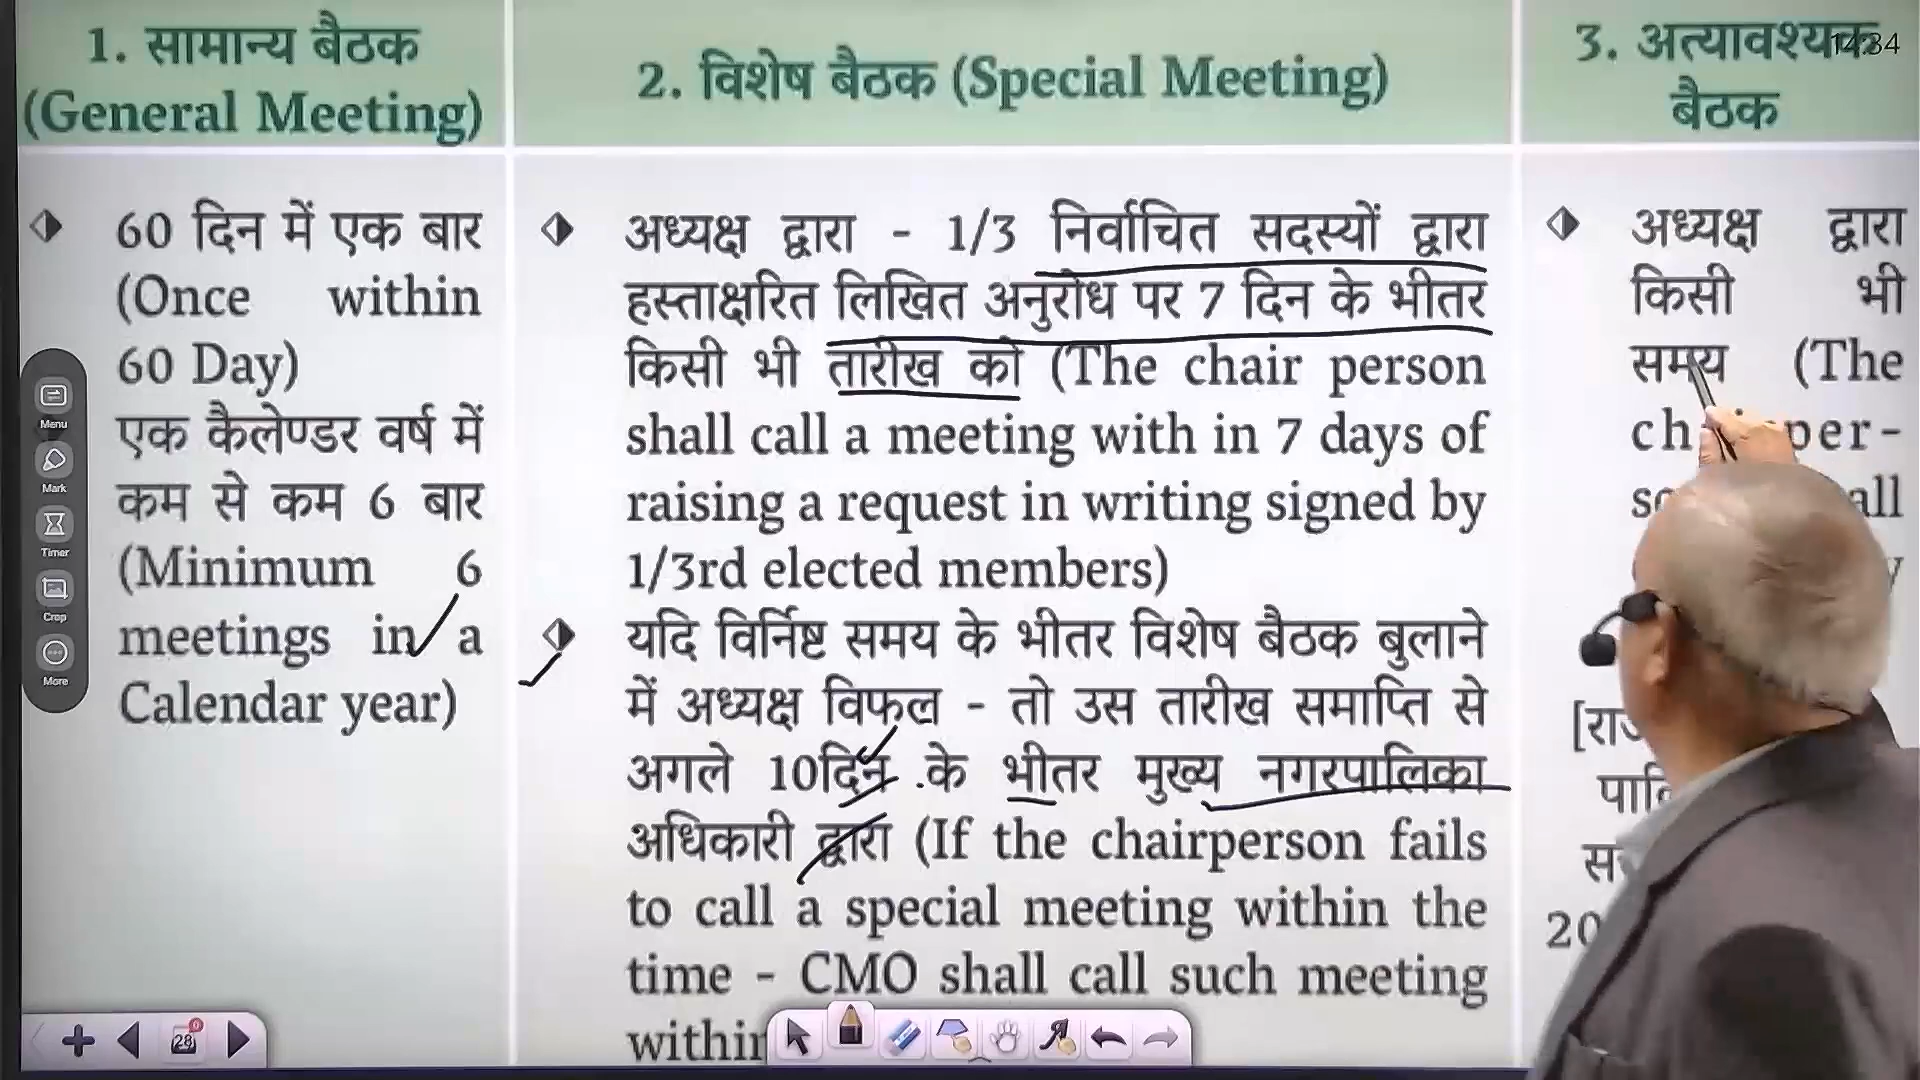 1. सामान्य बैठक
(General Meeting)
60 दिन में एक बार
(Once within
60 Day)
एक कैलेण्डर वर्ष में
कम से कम 6 बार
(Minimum 6
meetings in a
Calendar year)
2. विशेष बैठक (Special Meeting)
अध्यक्ष द्वारा - 1/3 निर्वाचित सदस्यों द्वारा
हस्ताक्षरित लिखित अनुरोध पर 7 दिन के भीतर
किसी भी तारीख को (The chair person
shall call a meeting with in 7 days of
raising a request in writing signed by
1/3rd elected members)
यदि विर्निष्ट समय के भीतर विशेष बैठक बुलाने
में अध्यक्ष विफल - तो उस तारीख समाप्ति से
अगले 10दिन के भीतर मुख्य नगरपालिका
अधिकारी द्वारा (If the chairperson fails
to call a special meeting within the
time - CMO shall call such meeting
within
3. अत्यावश्यक
बैठक
अध्यक्ष द्वारा
किसी भी
समय (The
Menu
Mark
Timer
Crop
More
28